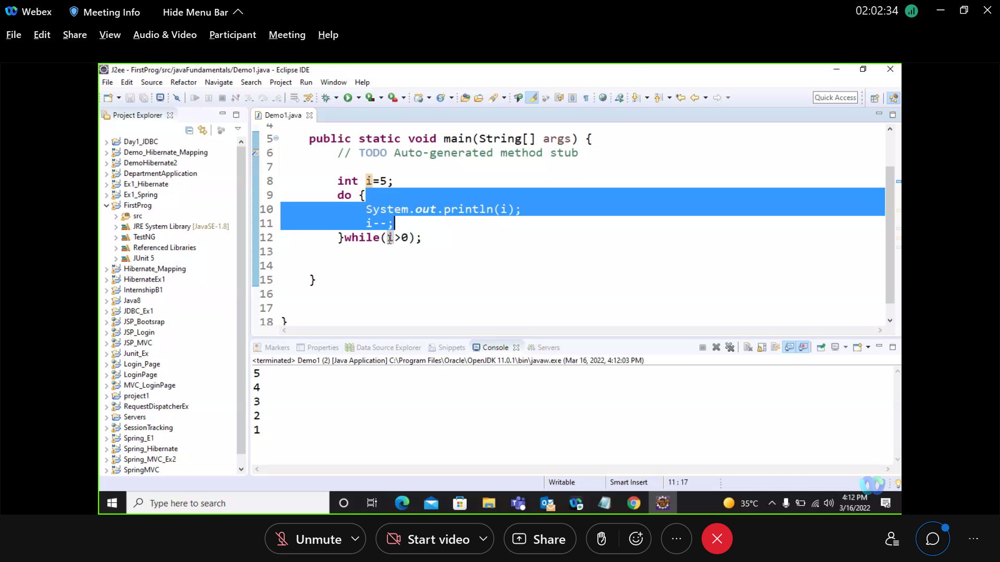 Webex Meeting Info Hide Menu Bar 02:02:34
File Edit Share View Audio & Video Participant Meeting Help
J2ee - FirstProg/src/javaFundamentals/Demo1.java - Eclipse IDE
File Edit Source Refactor Navigate Search Project Run Window Help
Quick Access
Project Explorer
Demo1.java
Day1_JDBC
Demo_Hibernate_Mapping
DemoHibernate2
DepartmentApplication
Ex1_Hibernate
Ex1_Spring
FirstProg
src
JRE System Library [JavaSE-1.8]
TestNG
Referenced Libraries
JUnit 5
Hibernate_Mapping
HibernateEx1
InternshipB1
Java8
JDBC_Ex1
JSP_Bootsrap
JSP_Login
JSP_MVC
Junit_Ex
Login_Page
LoginPage
MVC_LoginPage
project1
RequestDispatcherEx
Servers
SessionTracking
Spring_E1
Spring_Hibernate
Spring_MVC_Ex2
SpringMVC
4
5 public static void main(String[] args) {
6 // TODO Auto-generated method stub
7
8 int i=5;
9 do {
10 System.out.println(i);
11 i--;
12 }while(i>0);
13
14
15 }
16
17
18 }
Markers Properties Data Source Explorer Snippets Console Servers
<terminated> Demo1 (2) [Java Application] C:\Program Files\Oracle\OpenJDK 11.0.1\bin\javaw.exe (Mar 16, 2022, 4:12:03 PM)
5
4
3
2
1
Writable Smart Insert 11 : 17
Type here to search
35°C
4:12 PM
3/16/2022
Unmute Start video Share